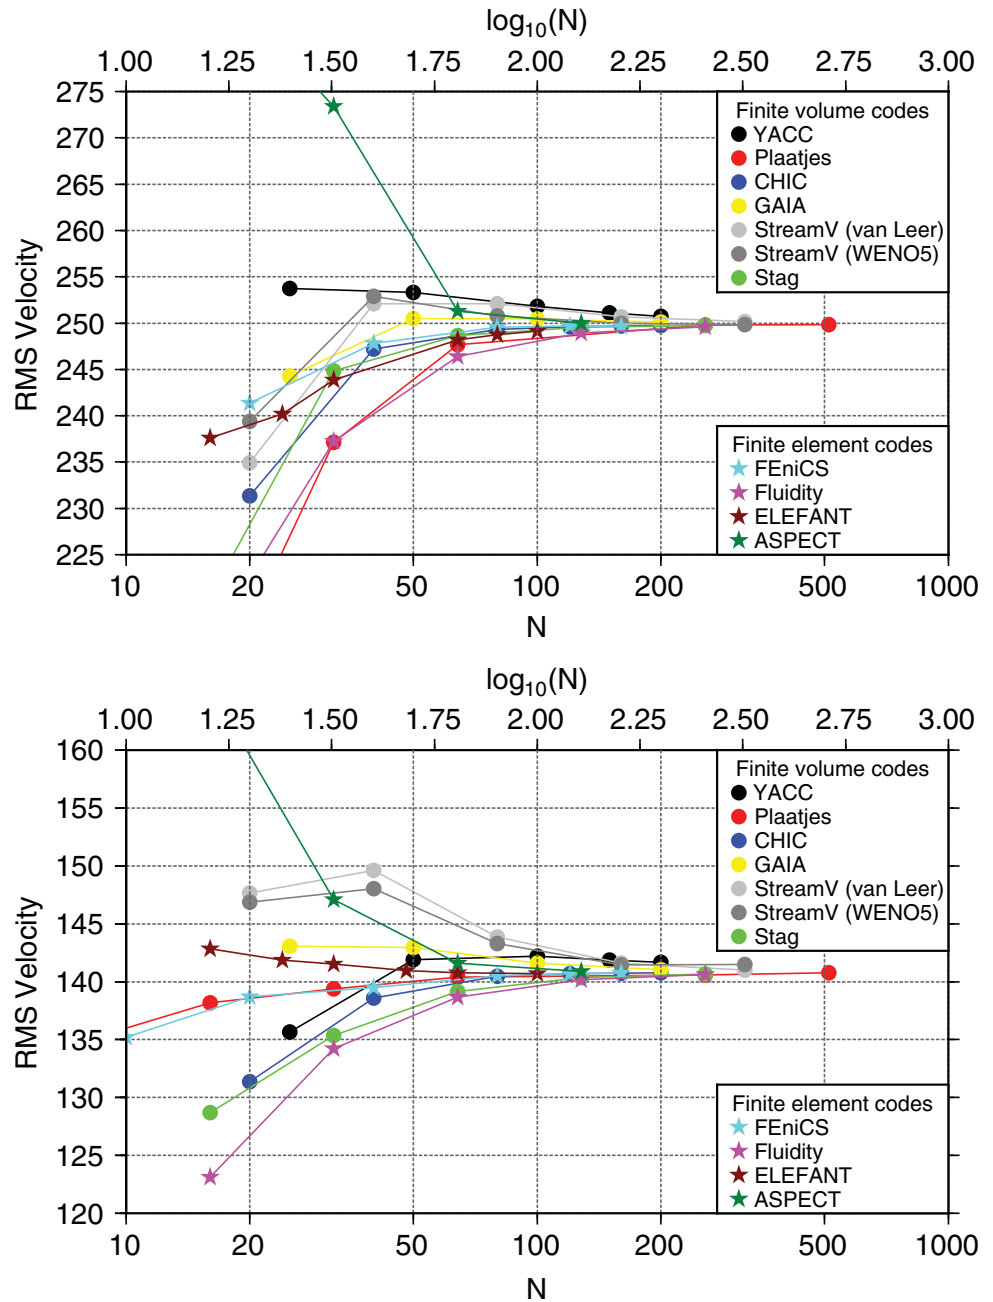 log10(N)
1.00 1.25 1.50 1.75 2.00 2.25 2.50 2.75 3.00
275
270
265
260
255
250
245
240
235
230
225
RMS Velocity
Finite volume codes
YACC
Plaatjes
CHIC
GAIA
StreamV (van Leer)
StreamV (WENO5)
Stag
Finite element codes
FEniCS
Fluidity
ELEFANT
ASPECT
10 20 50 100 200 500 1000
N
log10(N)
1.00 1.25 1.50 1.75 2.00 2.25 2.50 2.75 3.00
160
155
150
145
140
135
130
125
120
RMS Velocity
Finite volume codes
YACC
Plaatjes
CHIC
GAIA
StreamV (van Leer)
StreamV (WENO5)
Stag
Finite element codes
FEniCS
Fluidity
ELEFANT
ASPECT
10 20 50 100 200 500 1000
N